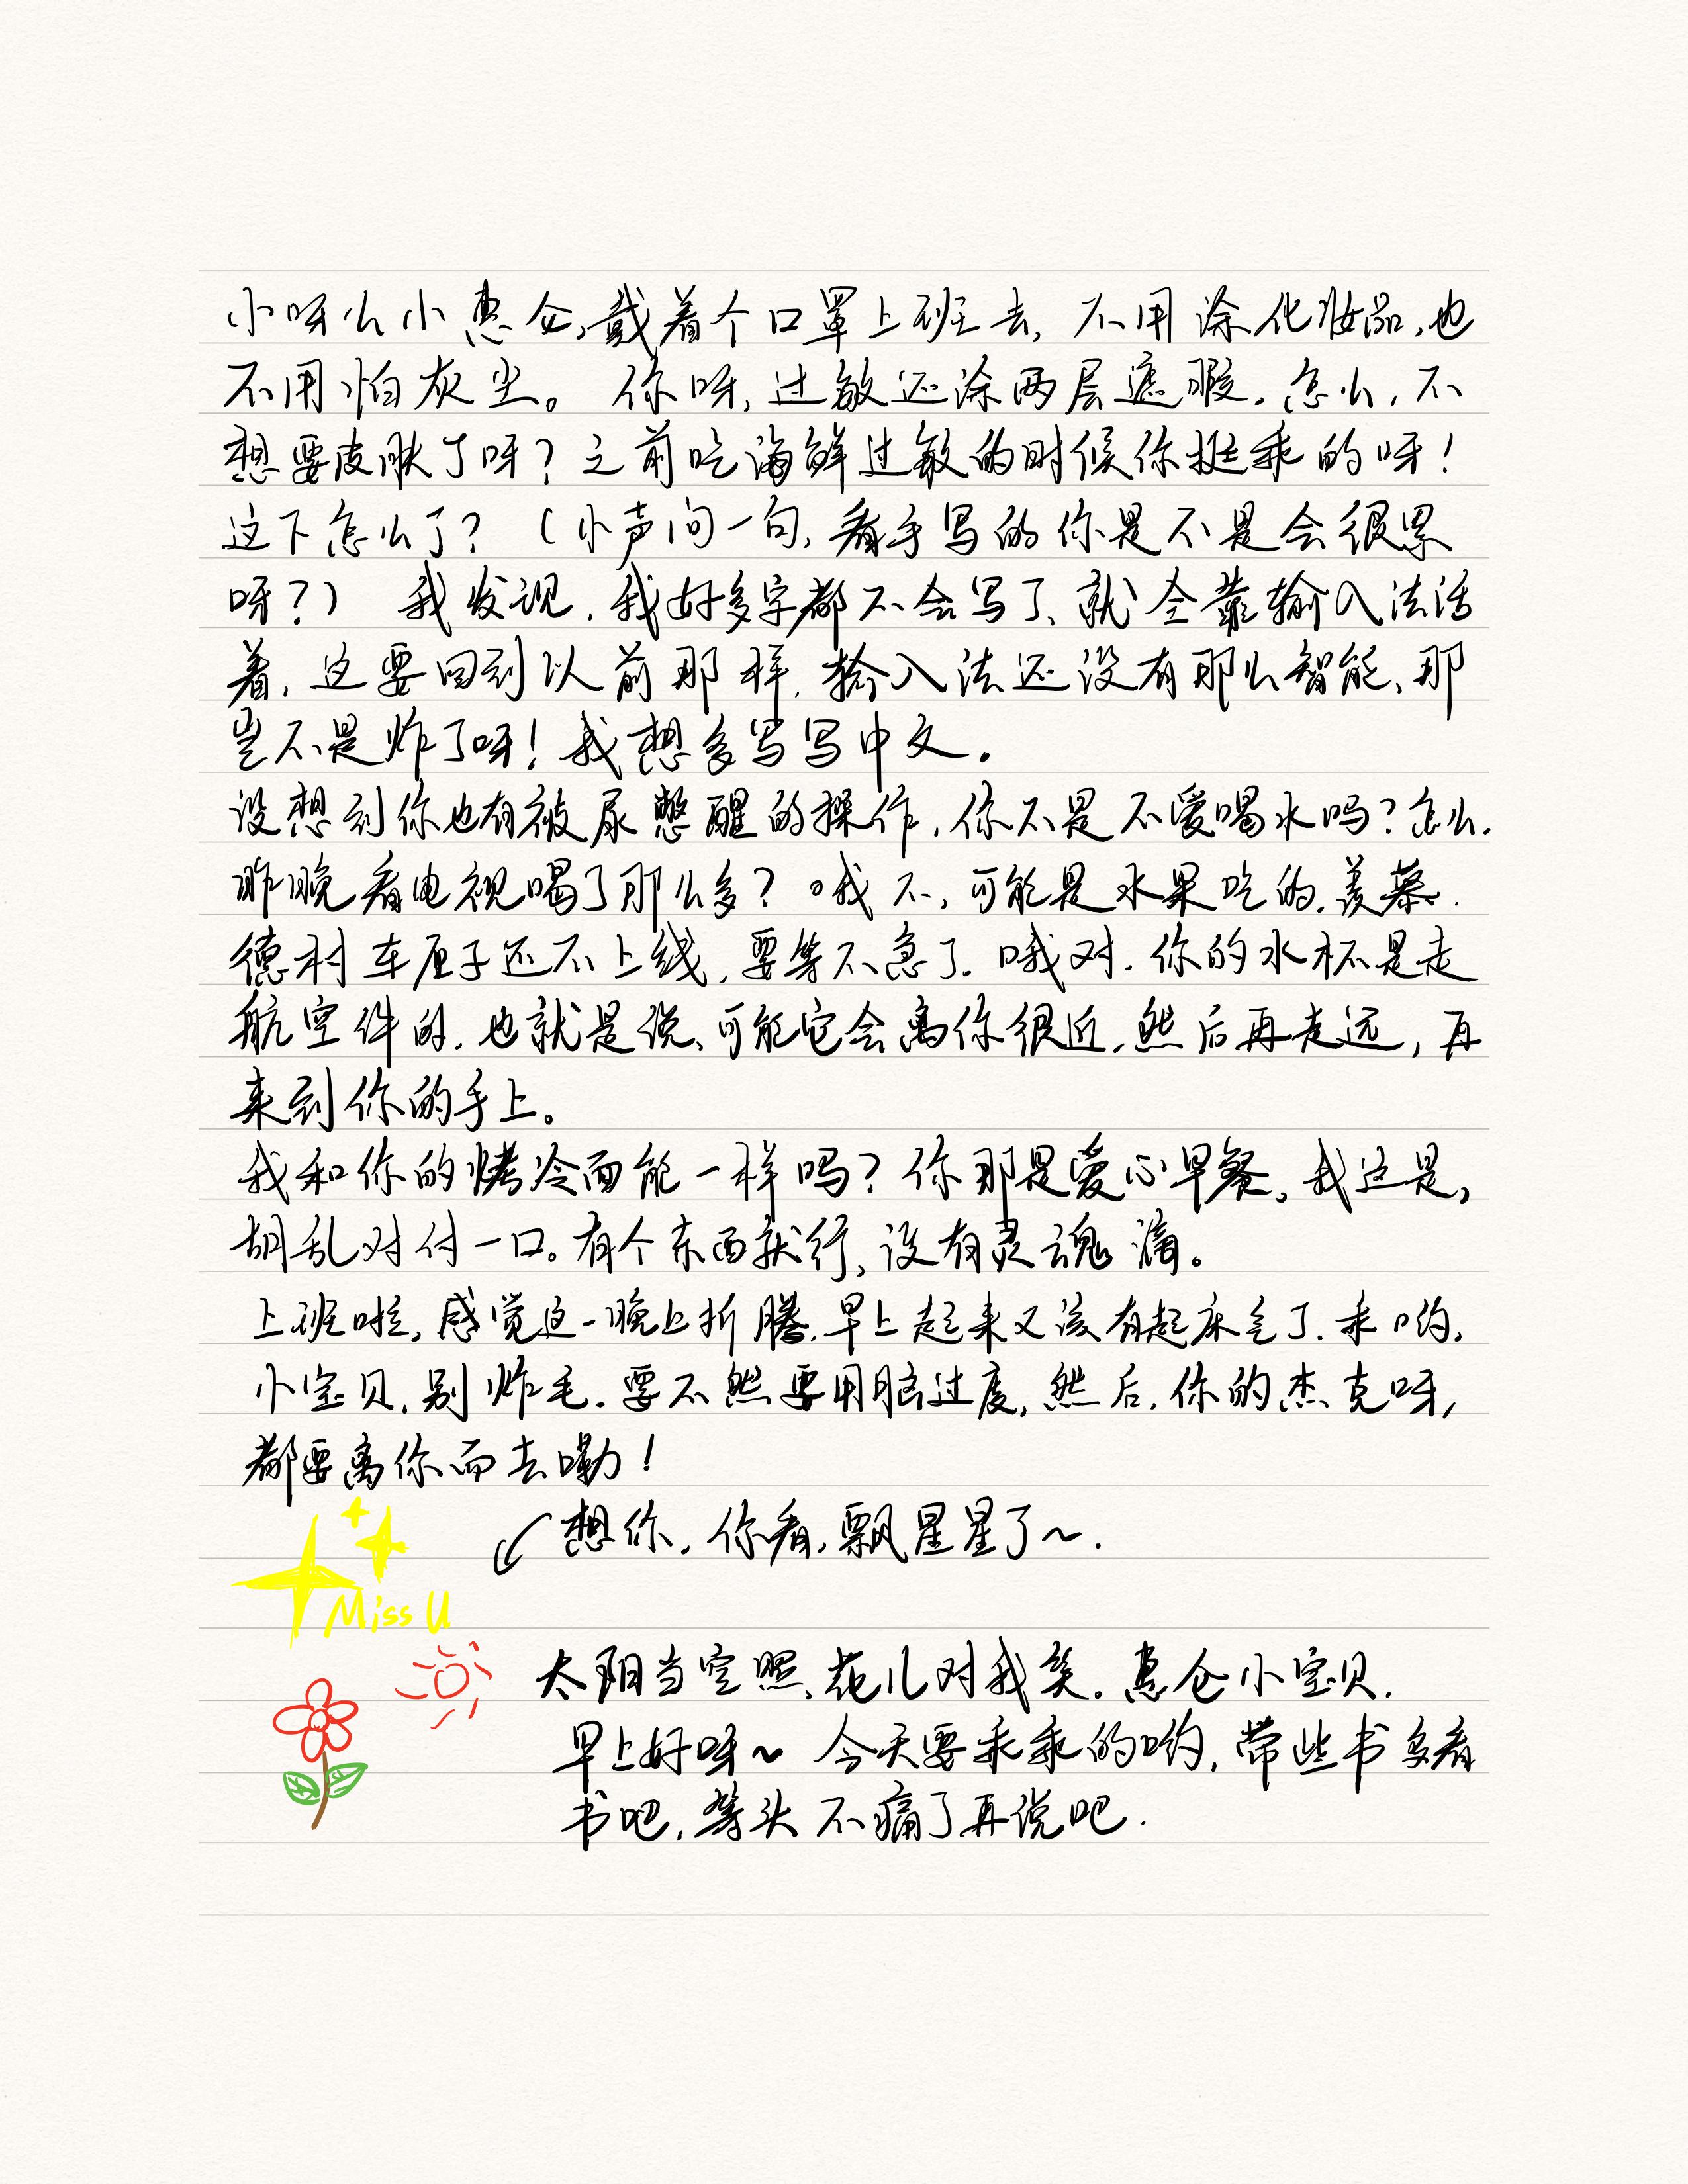 小呀么小惠仓,戴着个口罩上班去,不用涂化妆品,也
不用怕灰尘。你呀,过敏还涂两层遮瑕.怎么,不
想要皮肤了呀?之前吃海鲜过敏的时候你挺乖的呀!
这下怎么了?(小声问一句,看手写的你是不是会很累
呀?)我发现,我好多字都不会写了、就全靠输入法活
着,这要回到以前那样,输入法还没有那么智能、那
岂不是炸了呀!我想多写写中文.
没想到你也有被尿憋醒的操作,你不是不爱喝水吗?怎么.
昨晚看电视喝了那么多?哦不,可能是水果吃的.羡慕.
德村车厘子还不上线,要等不急了.哦对.你的水杯是走
航空件的.也就是说、可能它会离你很近.然后再走远,再
来到你的手上。
我和你的烤冷面能一样吗?你那是爱心早餐。我这是,
胡乱对付一口。有个东西就行、没有灵魂滴。
上班啦,感觉这一晚上折腾.早上起来又该有起床气了.乖哟,
小宝贝,别炸毛.要不然要用脑过度,然后.你的杰克呀,
都要离你而去嘞!
想你.你看,飘星星了~.
Miss U
太阳当空照、花儿对我笑.惠仓小宝贝.
早上好呀~ 今天要乖乖的哟,带些书多看
书吧,等头不痛了再说吧.